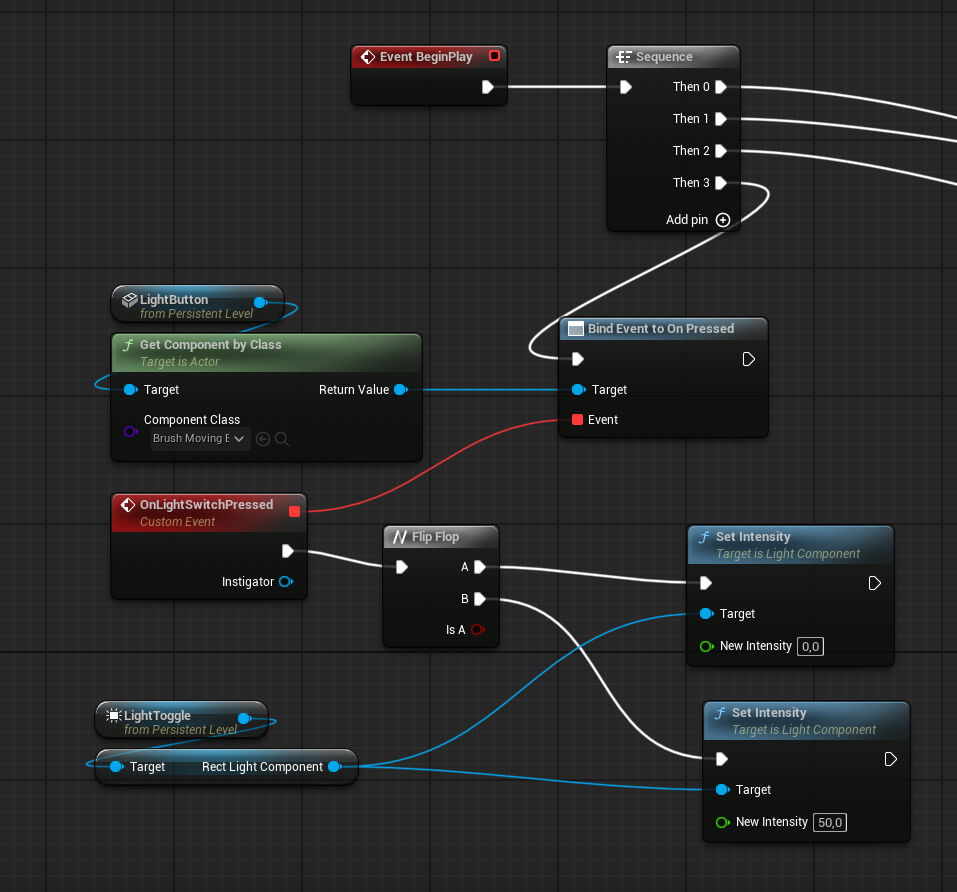 Event BeginPlay
Sequence
Then 0
Then 1
Then 2
Then 3
Add pin
LightButton
from Persistent Level
Bind Event to On Pressed
Target
Event
Get Component by Class
Target is Actor
Target
Return Value
Component Class
Brush Moving
OnLightSwitchPressed
Custom Event
Instigator
Flip Flop
A
B
Is A
Set Intensity
Target is Light Component
Target
New Intensity 0,0
LightToggle
from Persistent Level
Target
Rect Light Component
Set Intensity
Target is Light Component
Target
New Intensity 50,0